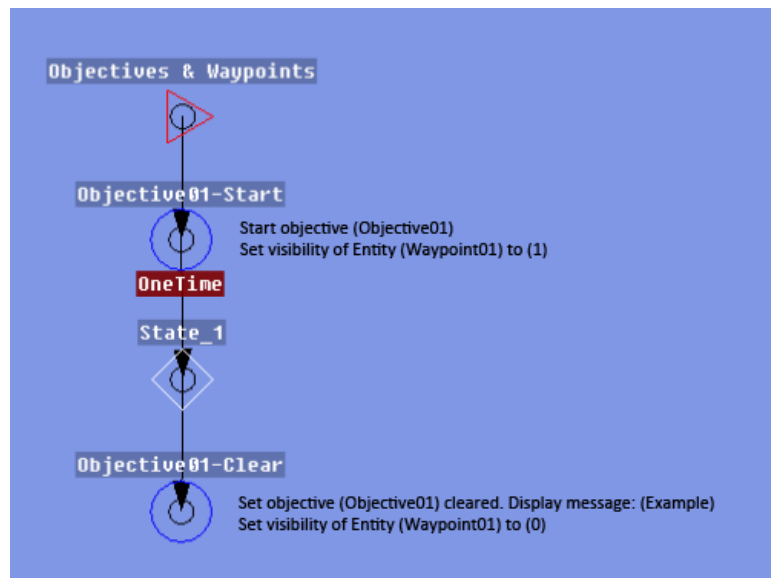 Objectives & Waypoints
Objective01-Start
Start objective (Objective01)
Set visibility of Entity (Waypoint01) to (1)
OneTime
State_1
Objective01-Clear
Set objective (Objective01) cleared. Display message: (Example)
Set visibility of Entity (Waypoint01) to (0)